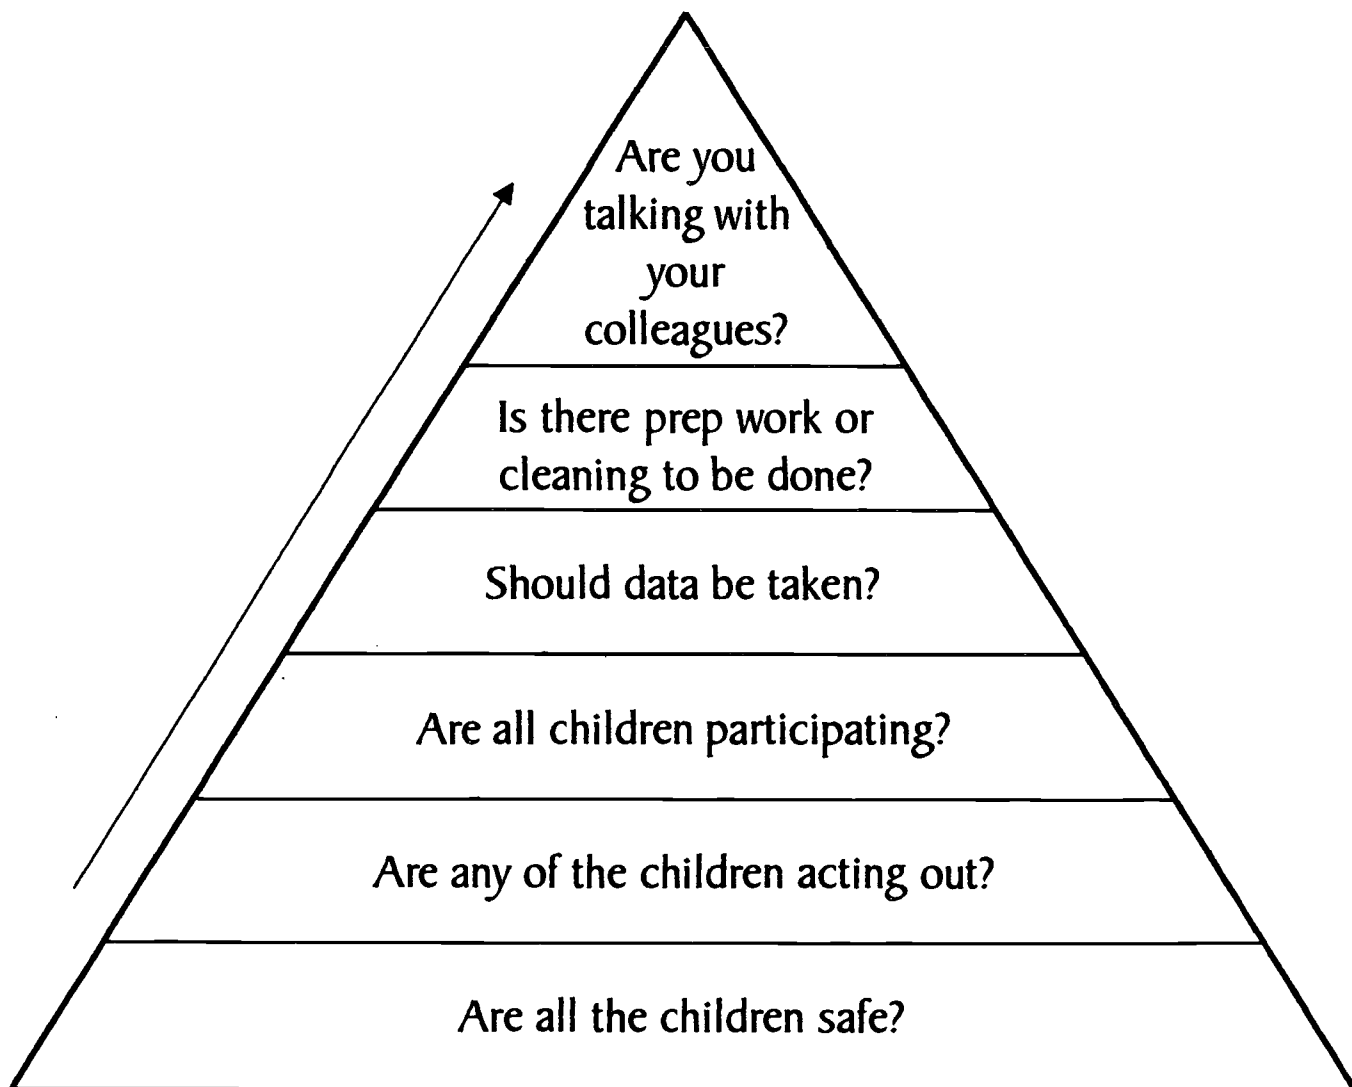 Are you
talking with
your
colleagues?
Is there prep work or
cleaning to be done?
Should data be taken?
Are all children participating?
Are any of the children acting out?
Are all the children safe?